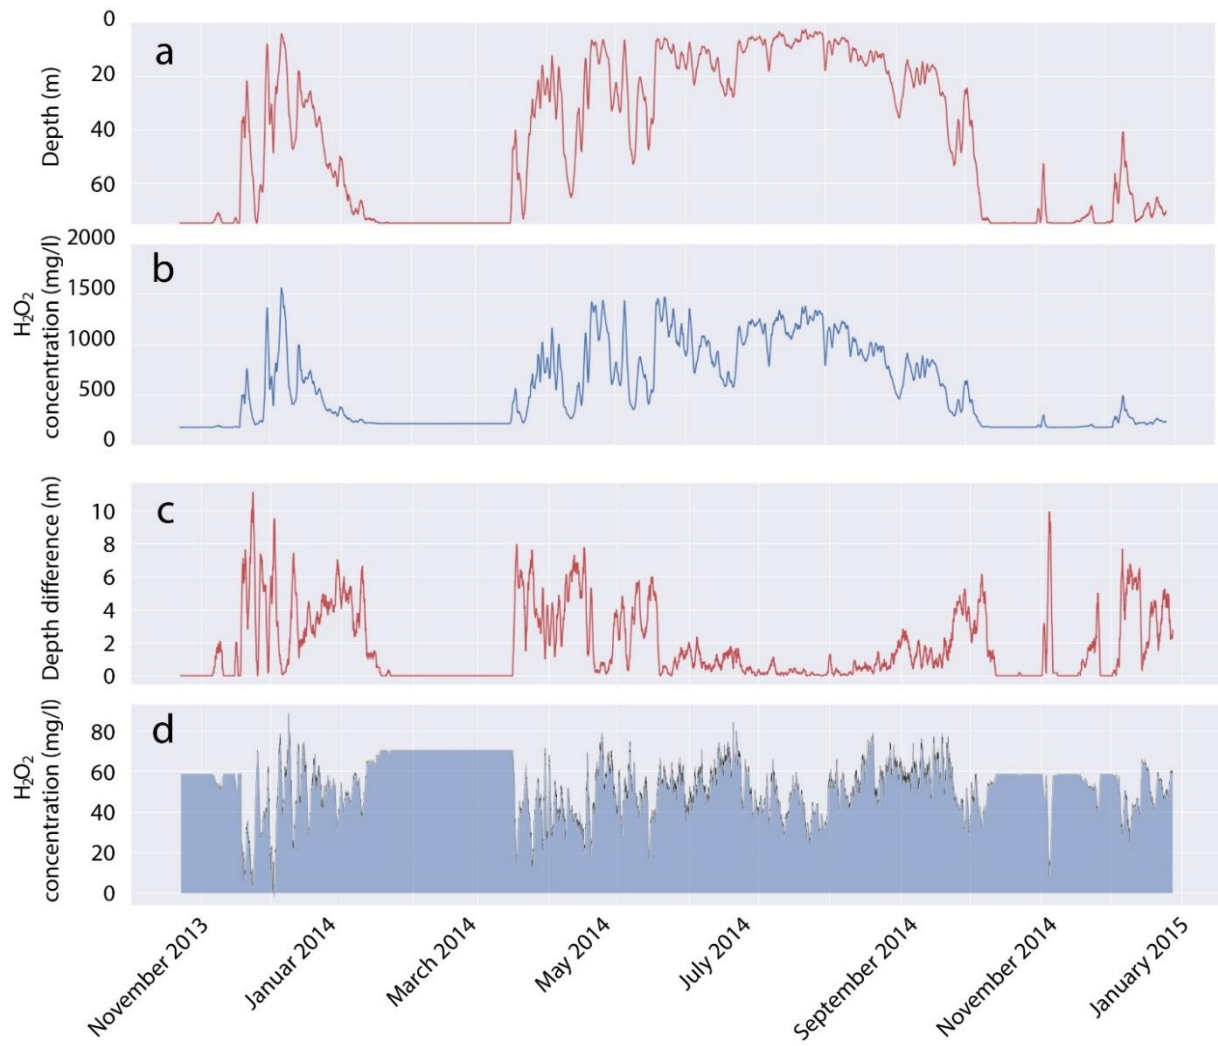 a
Depth (m)
0
20
40
60
b
H₂O₂
concentration (mg/l)
2000
1500
1000
500
0
c
Depth difference (m)
10
8
6
4
2
0
d
H₂O₂
concentration (mg/l)
80
60
40
20
0
November 2013
Januar 2014
March 2014
May 2014
July 2014
September 2014
November 2014
January 2015